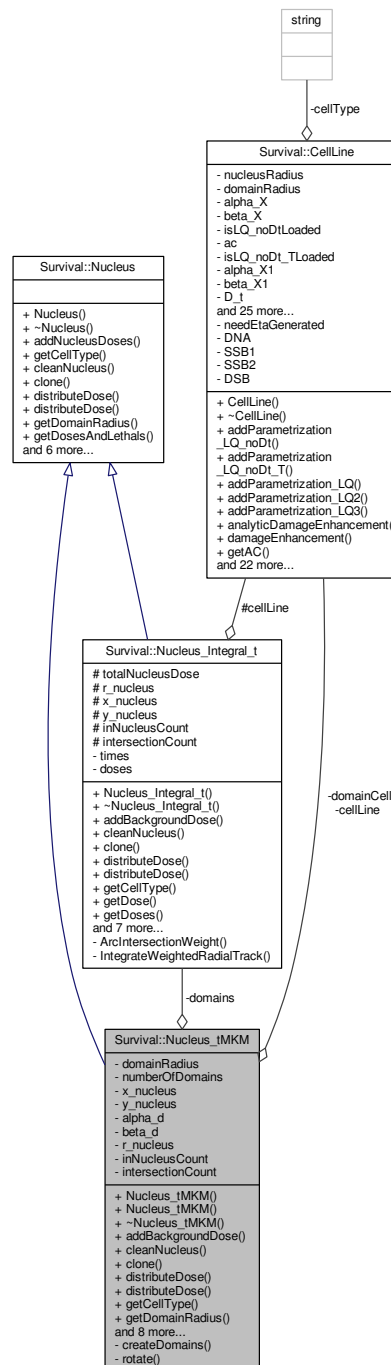 string
-cellType
Survival::CellLine
- nucleusRadius
- domainRadius
- alpha_X
- beta_X
- isLQ_noDtLoaded
- ac
- isLQ_noDt_TLoaded
- alpha_X1
- beta_X1
- D_t
and 25 more...
- needEtaGenerated
- DNA
- SSB1
- SSB2
- DSB
+ CellLine()
+ ~CellLine()
+ addParametrization
_LQ_noDt()
+ addParametrization
_LQ_noDt_T()
+ addParametrization_LQ()
+ addParametrization_LQ2()
+ addParametrization_LQ3()
+ analyticDamageEnhancement(
+ damageEnhancement()
+ getAC()
and 22 more...
Survival::Nucleus
+ Nucleus()
+ ~Nucleus()
+ addNucleusDoses()
+ getCellType()
+ cleanNucleus()
+ clone()
+ distributeDose()
+ distributeDose()
+ getDomainRadius()
+ getDosesAndLethals()
and 6 more...
#cellLine
Survival::Nucleus_Integral_t
# totalNucleusDose
# r_nucleus
# x_nucleus
# y_nucleus
# inNucleusCount
# intersectionCount
- times
- doses
+ Nucleus_Integral_t()
+ ~Nucleus_Integral_t()
+ addBackgroundDose()
+ cleanNucleus()
+ clone()
+ distributeDose()
+ distributeDose()
+ getCellType()
+ getDose()
+ getDoses()
and 7 more...
- ArcIntersectionWeight()
- IntegrateWeightedRadialTrack()
-domainCell
-cellLine
-domains
Survival::Nucleus_tMKM
- domainRadius
- numberOfDomains
- x_nucleus
- y_nucleus
- alpha_d
- beta_d
- r_nucleus
- inNucleusCount
- intersectionCount
+ Nucleus_tMKM()
+ Nucleus_tMKM()
+ ~Nucleus_tMKM()
+ addBackgroundDose()
+ cleanNucleus()
+ clone()
+ distributeDose()
+ distributeDose()
+ getCellType()
+ getDomainRadius()
and 8 more...
- createDomains()
- rotate()